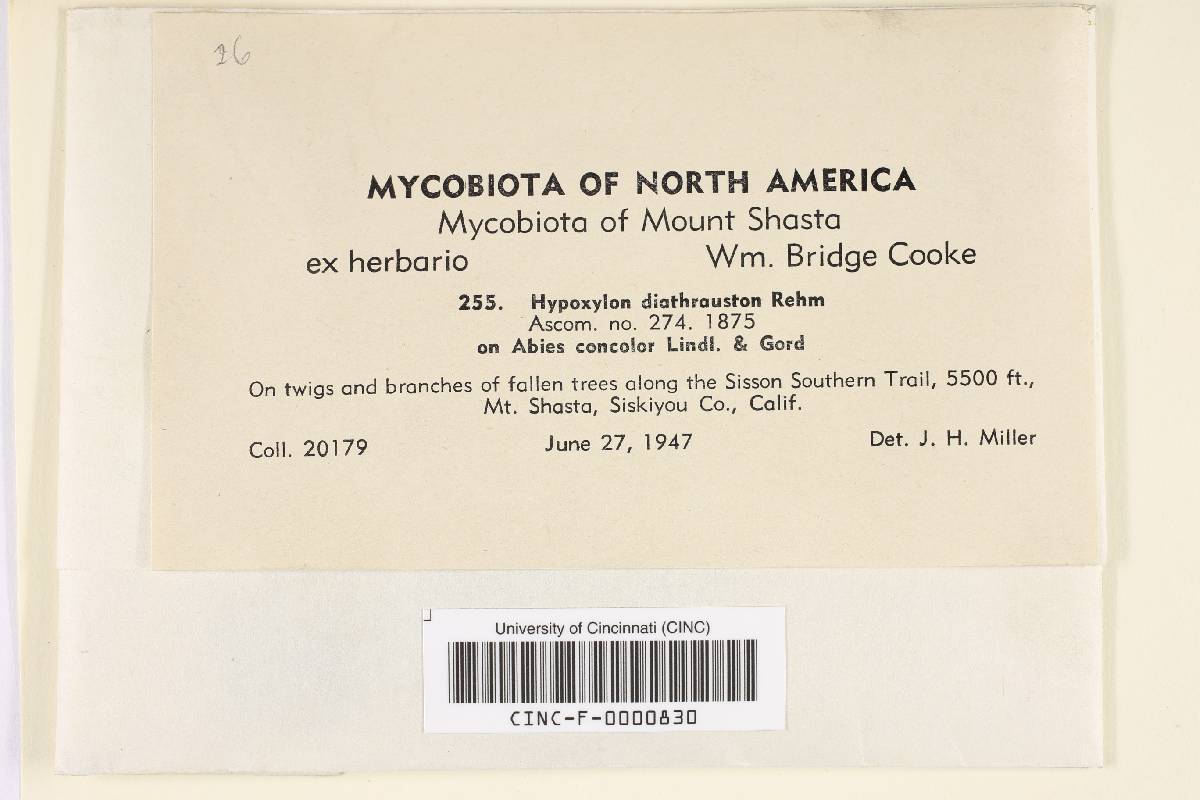 26
MYCOBIOTA OF NORTH AMERICA
Mycobiota of Mount Shasta
ex herbario Wm. Bridge Cooke
255. Hypoxylon diathrauston Rehm
Ascom. no. 274. 1875
on Abies concolor Lindl. & Gord
On twigs and branches of fallen trees along the Sisson Southern Trail, 5500 ft.,
Mt. Shasta, Siskiyou Co., Calif.
Coll. 20179 June 27, 1947 Det. J. H. Miller
University of Cincinnati (CINC)
CINC-F-0000830